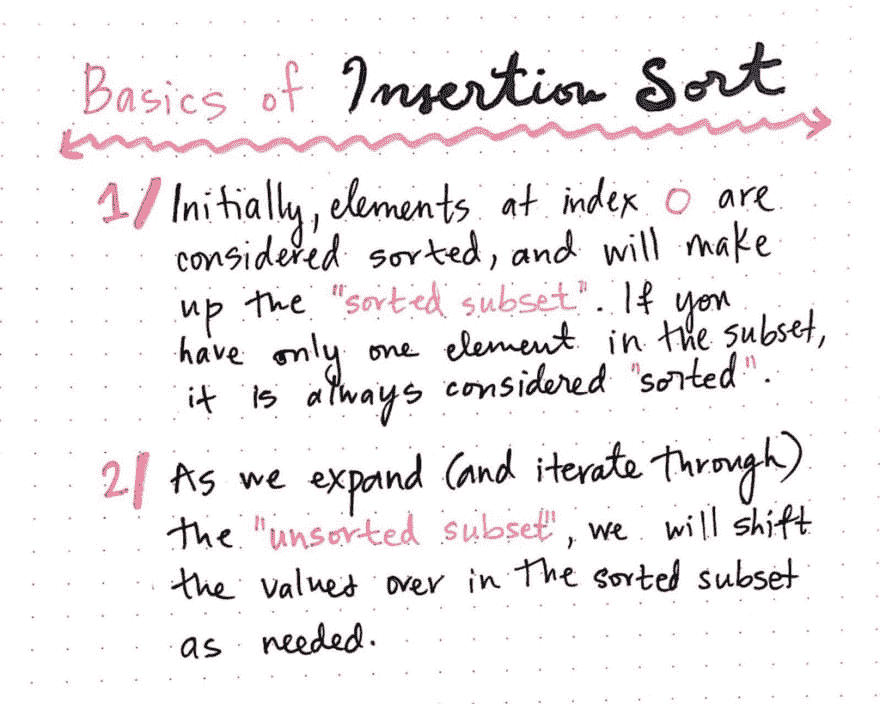 Basics of Insertion Sort
1/ Initially, elements at index 0 are
considered sorted, and will make
up the "sorted subset". If you
have only one element in the subset,
it is always considered "sorted".
2/ As we expand (and iterate through)
the "unsorted subset", we will shift
the values over in the sorted subset
as needed.